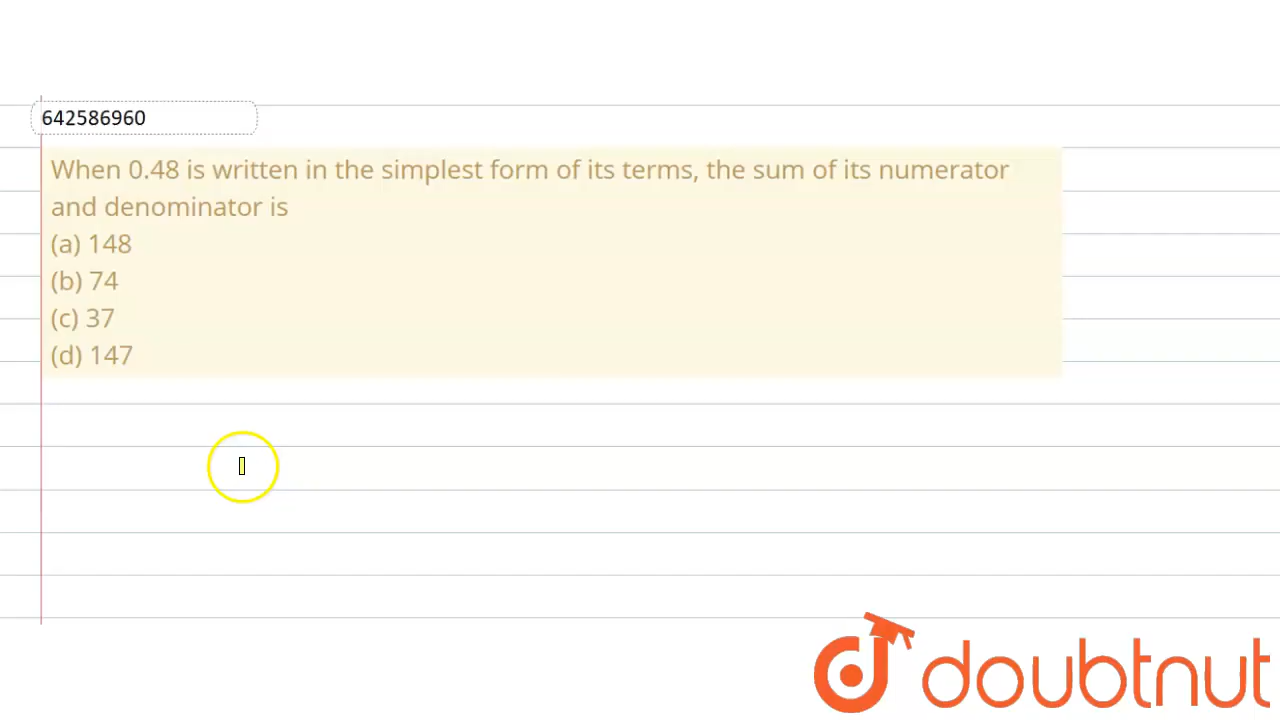 642586960
When 0.48 is written in the simplest form of its terms, the sum of its numerator
and denominator is
(a) 148
(b) 74
(c) 37
(d) 147
doubtnut